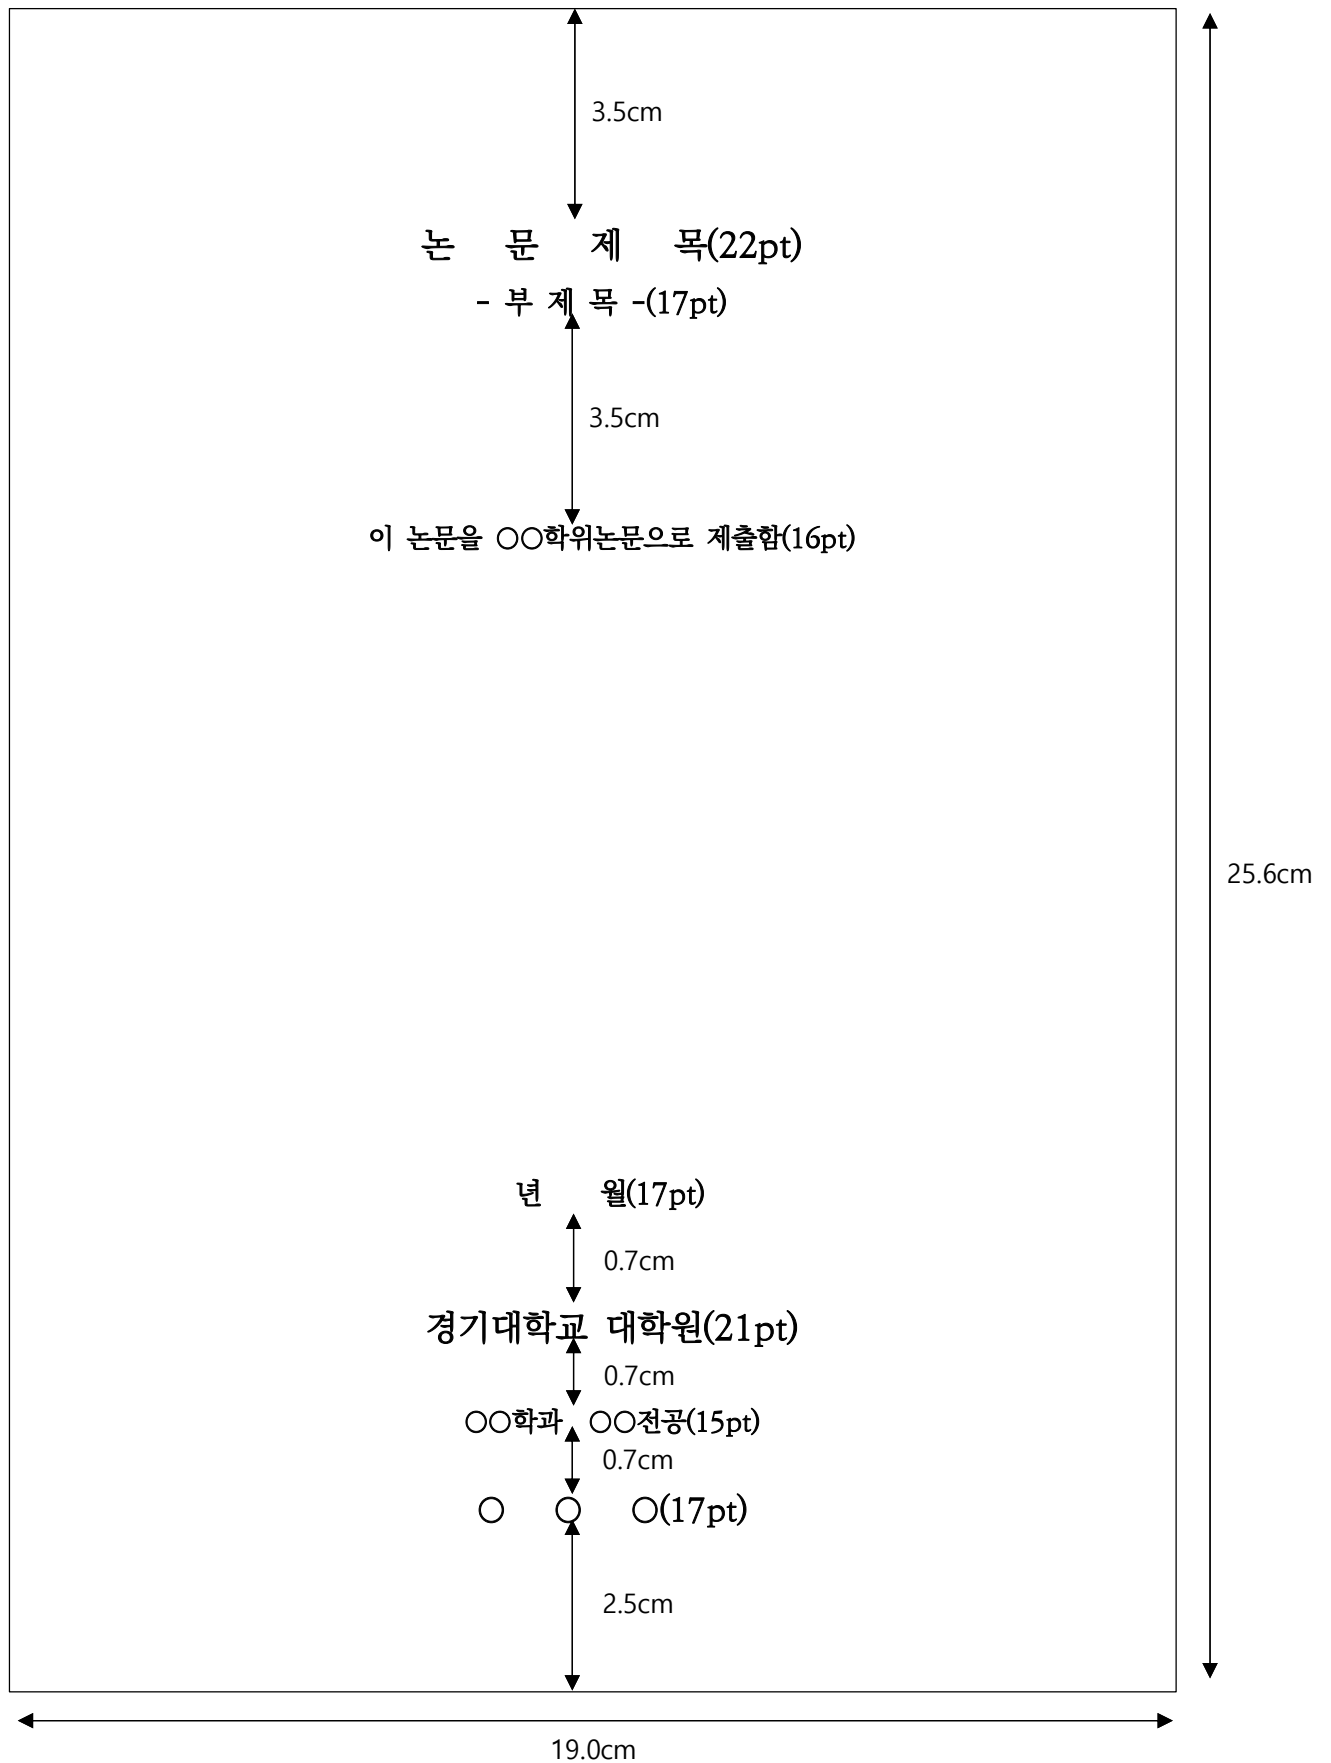 3.5cm
논 문 제 목(22pt)
- 부 제 목 -(17pt)
3.5cm
이 논문을 ○○학위논문으로 제출함(16pt)
25.6cm
년 월(17pt)
0.7cm
경기대학교 대학원(21pt)
0.7cm
○○학과 ○○전공(15pt)
0.7cm
○ ○ ○(17pt)
2.5cm
19.0cm